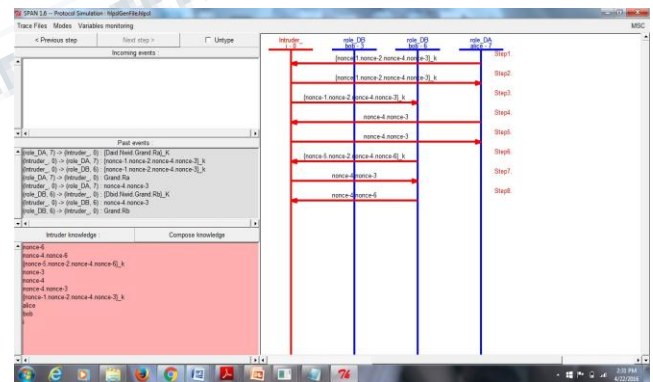 SPAN 1.6 - Protocol Simulation : hlpslGenFile.hlpsl
Trace Files Modes Variables monitoring MSC
< Previous step Next step > Untype
Incoming events :
Past events :
(role_DA, 7) -> (Intruder_, 0) : {Daid.Nwid.Grand.Ra}_K
(Intruder_, 0) -> (role_DA, 7) : {nonce-1.nonce-2.nonce-4.nonce-3}_k
(Intruder_, 0) -> (role_DB, 6) : {nonce-1.nonce-2.nonce-4.nonce-3}_k
(role_DA, 7) -> (Intruder_, 0) : Grand.Ra
(Intruder_, 0) -> (role_DA, 7) : nonce-4.nonce-3
(role_DB, 6) -> (Intruder_, 0) : {Dbid.Nwid.Grand.Rb}_K
(Intruder_, 0) -> (role_DB, 6) : nonce-4.nonce-3
(role_DB, 6) -> (Intruder_, 0) : Grand.Rb
Intruder knowledge : Compose knowledge
nonce-6
nonce-4.nonce-6
{nonce-5.nonce-2.nonce-4.nonce-6}_k
nonce-3
nonce-4
nonce-4.nonce-3
{nonce-1.nonce-2.nonce-4.nonce-3}_k
alice
bob
i
Intruder_ role_DB role_DB role_DA
i - 0 bob - 3 bob - 6 alice - 7
{nonce-1.nonce-2.nonce-4.nonce-3}_k Step1.
{nonce-1.nonce-2.nonce-4.nonce-3}_k Step2.
{nonce-1.nonce-2.nonce-4.nonce-3}_k Step3.
nonce-4.nonce-3 Step4.
nonce-4.nonce-3 Step5.
{nonce-5.nonce-2.nonce-4.nonce-6}_k Step6.
nonce-4.nonce-3 Step7.
nonce-4.nonce-6 Step8.
3:31 PM
4/22/2016